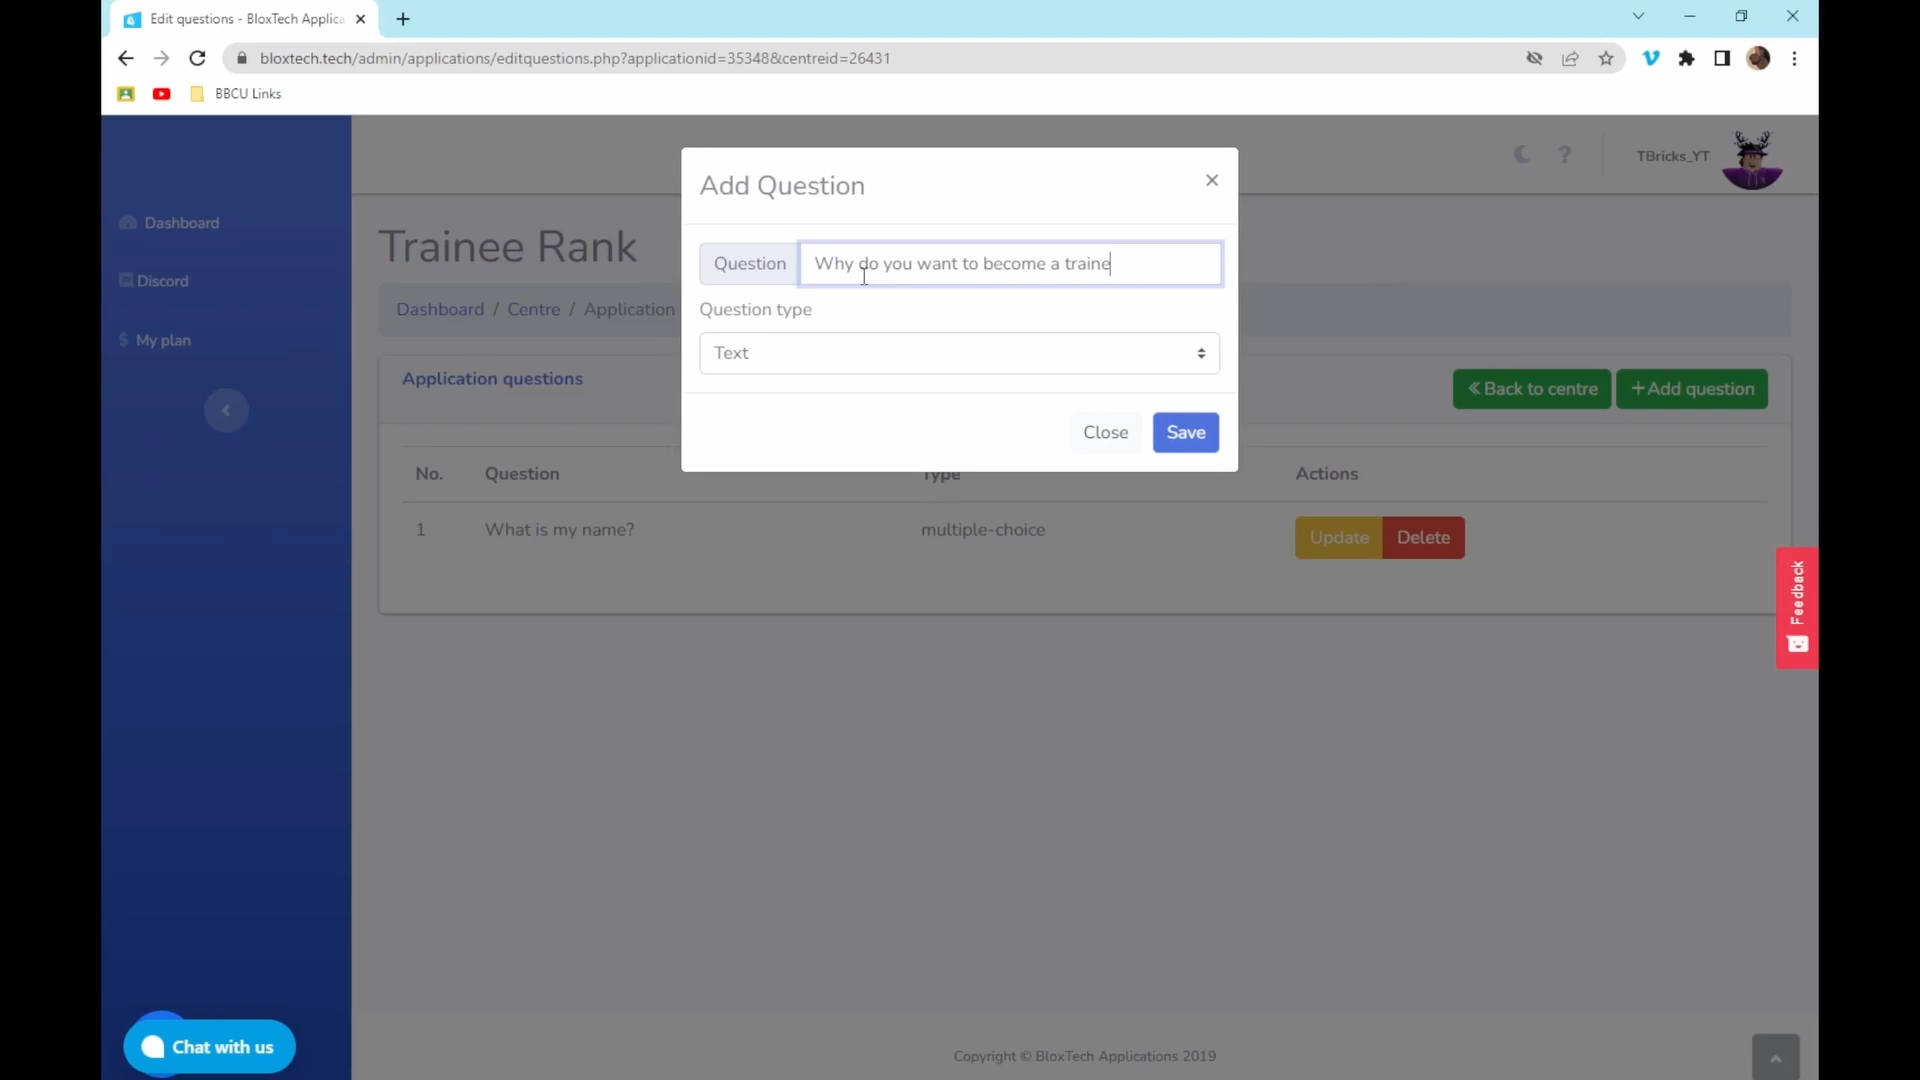 Edit questions - BloxTech Applica
bloxtech.tech/admin/applications/editquestions.php?applicationid=35348&centreid=26431
BBCU Links
TBricks_YT
Dashboard
Discord
My plan
Trainee Rank
Dashboard / Centre / Application
Add Question
Question
Why do you want to become a traine
Question type
Text
Close
Save
Application questions
Back to centre
Add question
No. Question Type Actions
1 What is my name? multiple-choice Update Delete
Feedback
Chat with us
Copyright © BloxTech Applications 2019